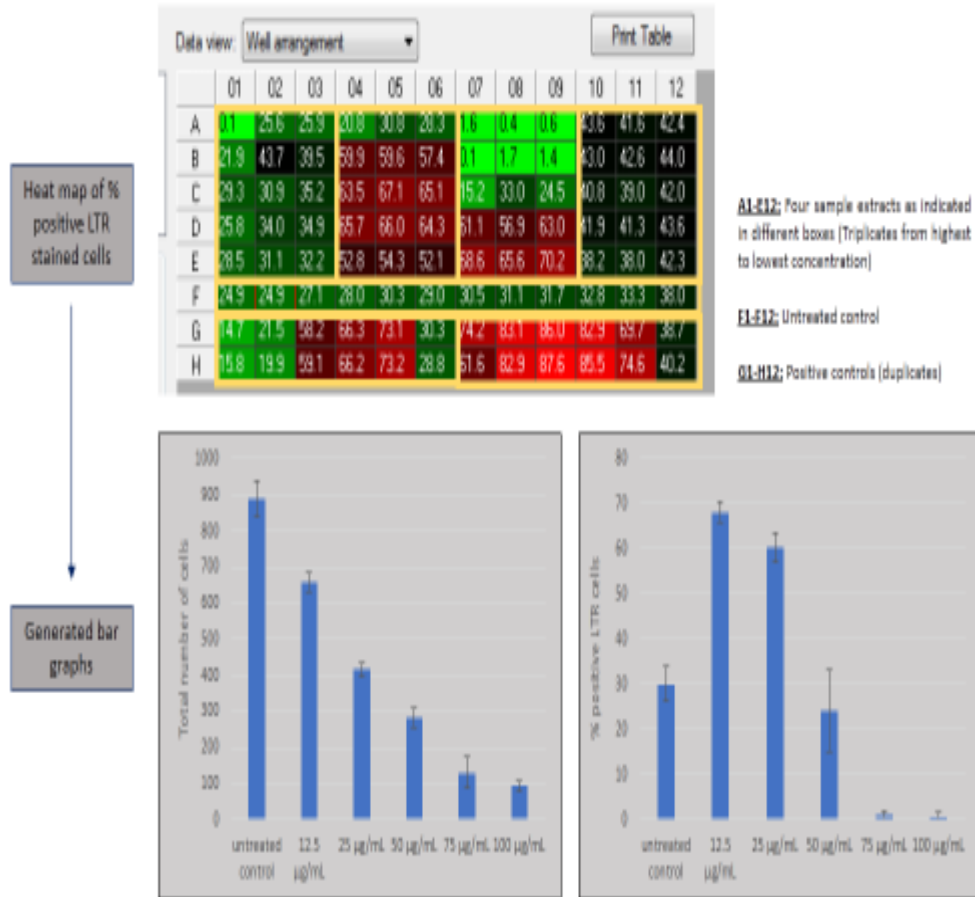 Data view: Well arrangement Print Table
01 02 03 04 05 06 07 08 09 10 11 12
A 0.1 25.6 25.9 20.8 30.8 28.3 1.6 0.4 0.6 43.6 41.6 42.4
B 21.9 43.7 39.5 59.9 59.6 57.4 0.1 1.7 1.4 43.0 42.6 44.0
C 29.3 30.9 35.2 63.5 67.1 65.1 15.2 33.0 24.5 40.8 39.0 42.0
D 25.8 34.0 34.9 65.7 66.0 64.3 61.1 56.9 63.0 41.9 41.3 43.6
E 28.5 31.1 32.2 52.8 54.3 52.1 68.6 65.6 70.2 38.2 38.0 42.3
F 24.9 24.9 27.1 28.0 30.3 29.0 30.5 31.1 31.7 32.8 33.3 38.0
G 14.7 21.5 58.2 66.3 73.1 30.3 74.2 83.1 86.0 82.9 69.7 38.7
H 15.8 19.9 59.1 66.2 73.2 28.8 61.6 82.9 87.6 85.5 74.6 40.2
Heat map of %
positive LTR
stained cells
A1-E12: Four sample extracts as indicated
in different boxes (Triplicates from highest
to lowest concentration)
F1-F12: Untreated control
G1-H12: Positive controls (duplicates)
Generated bar
graphs
Total number of cells
1000
900
800
700
600
500
400
300
200
100
0
untreated control
12.5 µg/mL
25 µg/mL
50 µg/mL
75 µg/mL
100 µg/mL
% positive LTR cells
80
70
60
50
40
30
20
10
0
untreated control
12.5 µg/mL
25 µg/mL
50 µg/mL
75 µg/mL
100 µg/mL